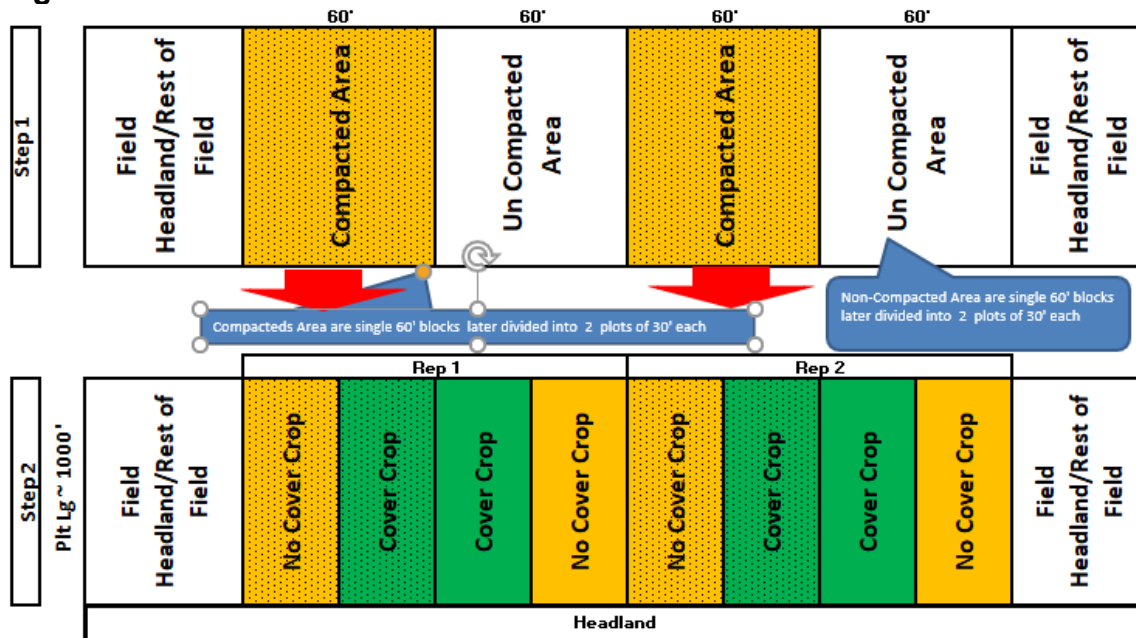 60' 60' 60' 60'
Step 1
Field
Headland/Rest of
Field
Compacted Area
Un Compacted
Area
Compacted Area
Un Compacted
Area
Field
Headland/Rest of
Field
Compacteds Area are single 60' blocks later divided into 2 plots of 30' each
Non-Compacted Area are single 60' blocks
later divided into 2 plots of 30' each
Rep 1 Rep 2
Step2
Plt Lg ~ 1000'
Field
Headland/Rest of
Field
No Cover Crop
Cover Crop
Cover Crop
No Cover Crop
No Cover Crop
Cover Crop
Cover Crop
No Cover Crop
Field
Headland/Rest of
Field
Headland